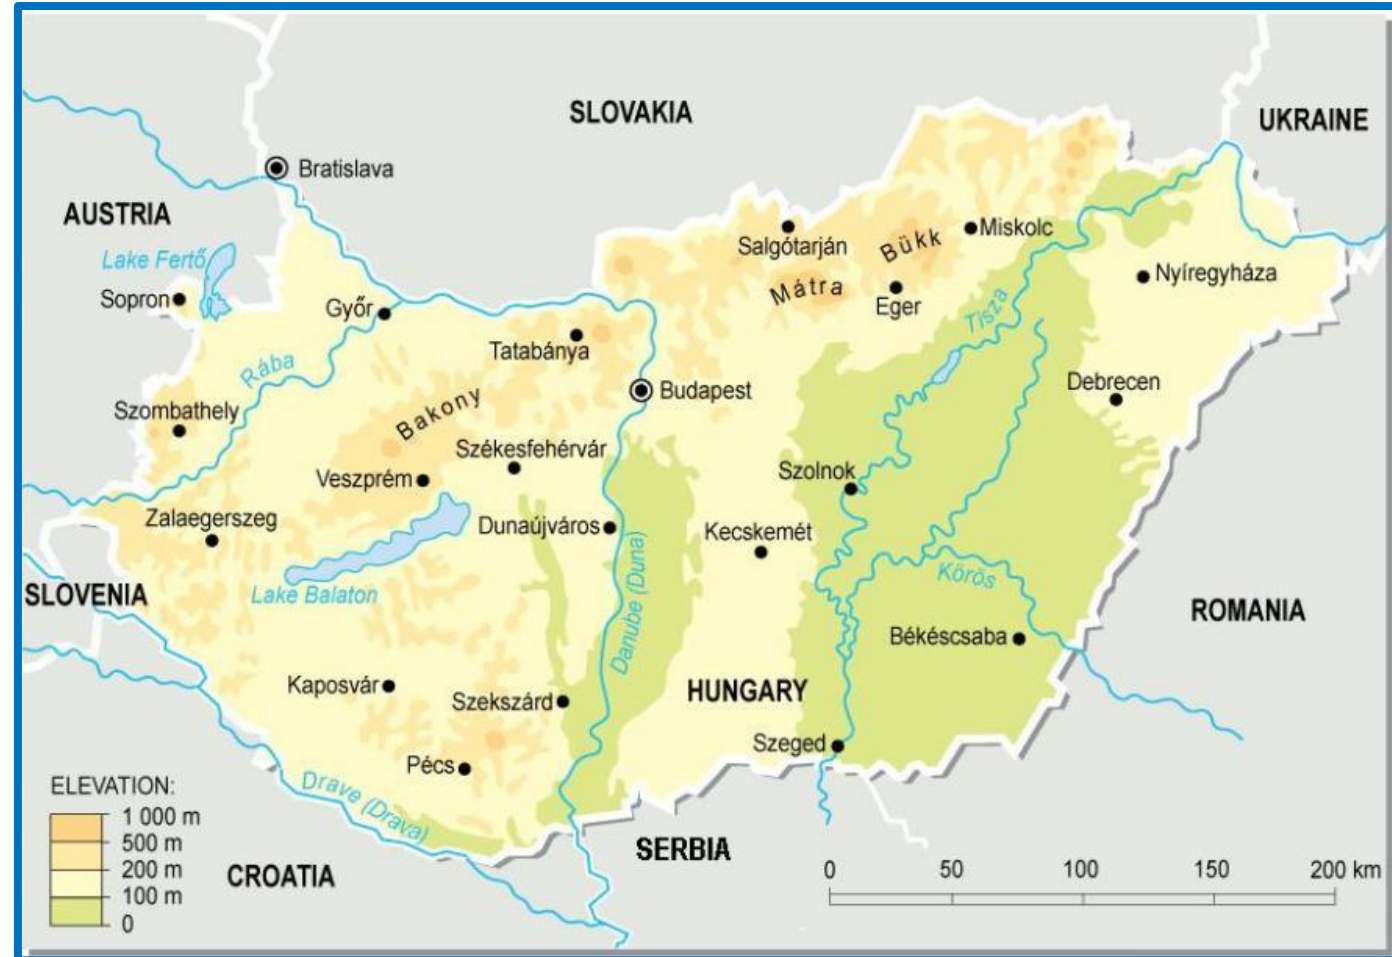 SLOVAKIA
UKRAINE
Bratislava
AUSTRIA
Lake Fertő
Sopron
Győr
Salgótarján
Bükk
Miskolc
Mátra
Eger
Nyíregyháza
Tisza
Rába
Tatabánya
Budapest
Debrecen
Szombathely
Bakony
Székesfehérvár
Veszprém
Szolnok
Zalaegerszeg
Dunaújváros
Kecskemét
Danube (Duna)
Körös
SLOVENIA
Lake Balaton
ROMANIA
Békéscsaba
Kaposvár
Szekszárd
HUNGARY
Szeged
Pécs
Drave (Drava)
ELEVATION:
1 000 m
500 m
200 m
100 m
0
CROATIA
SERBIA
0 50 100 150 200 km